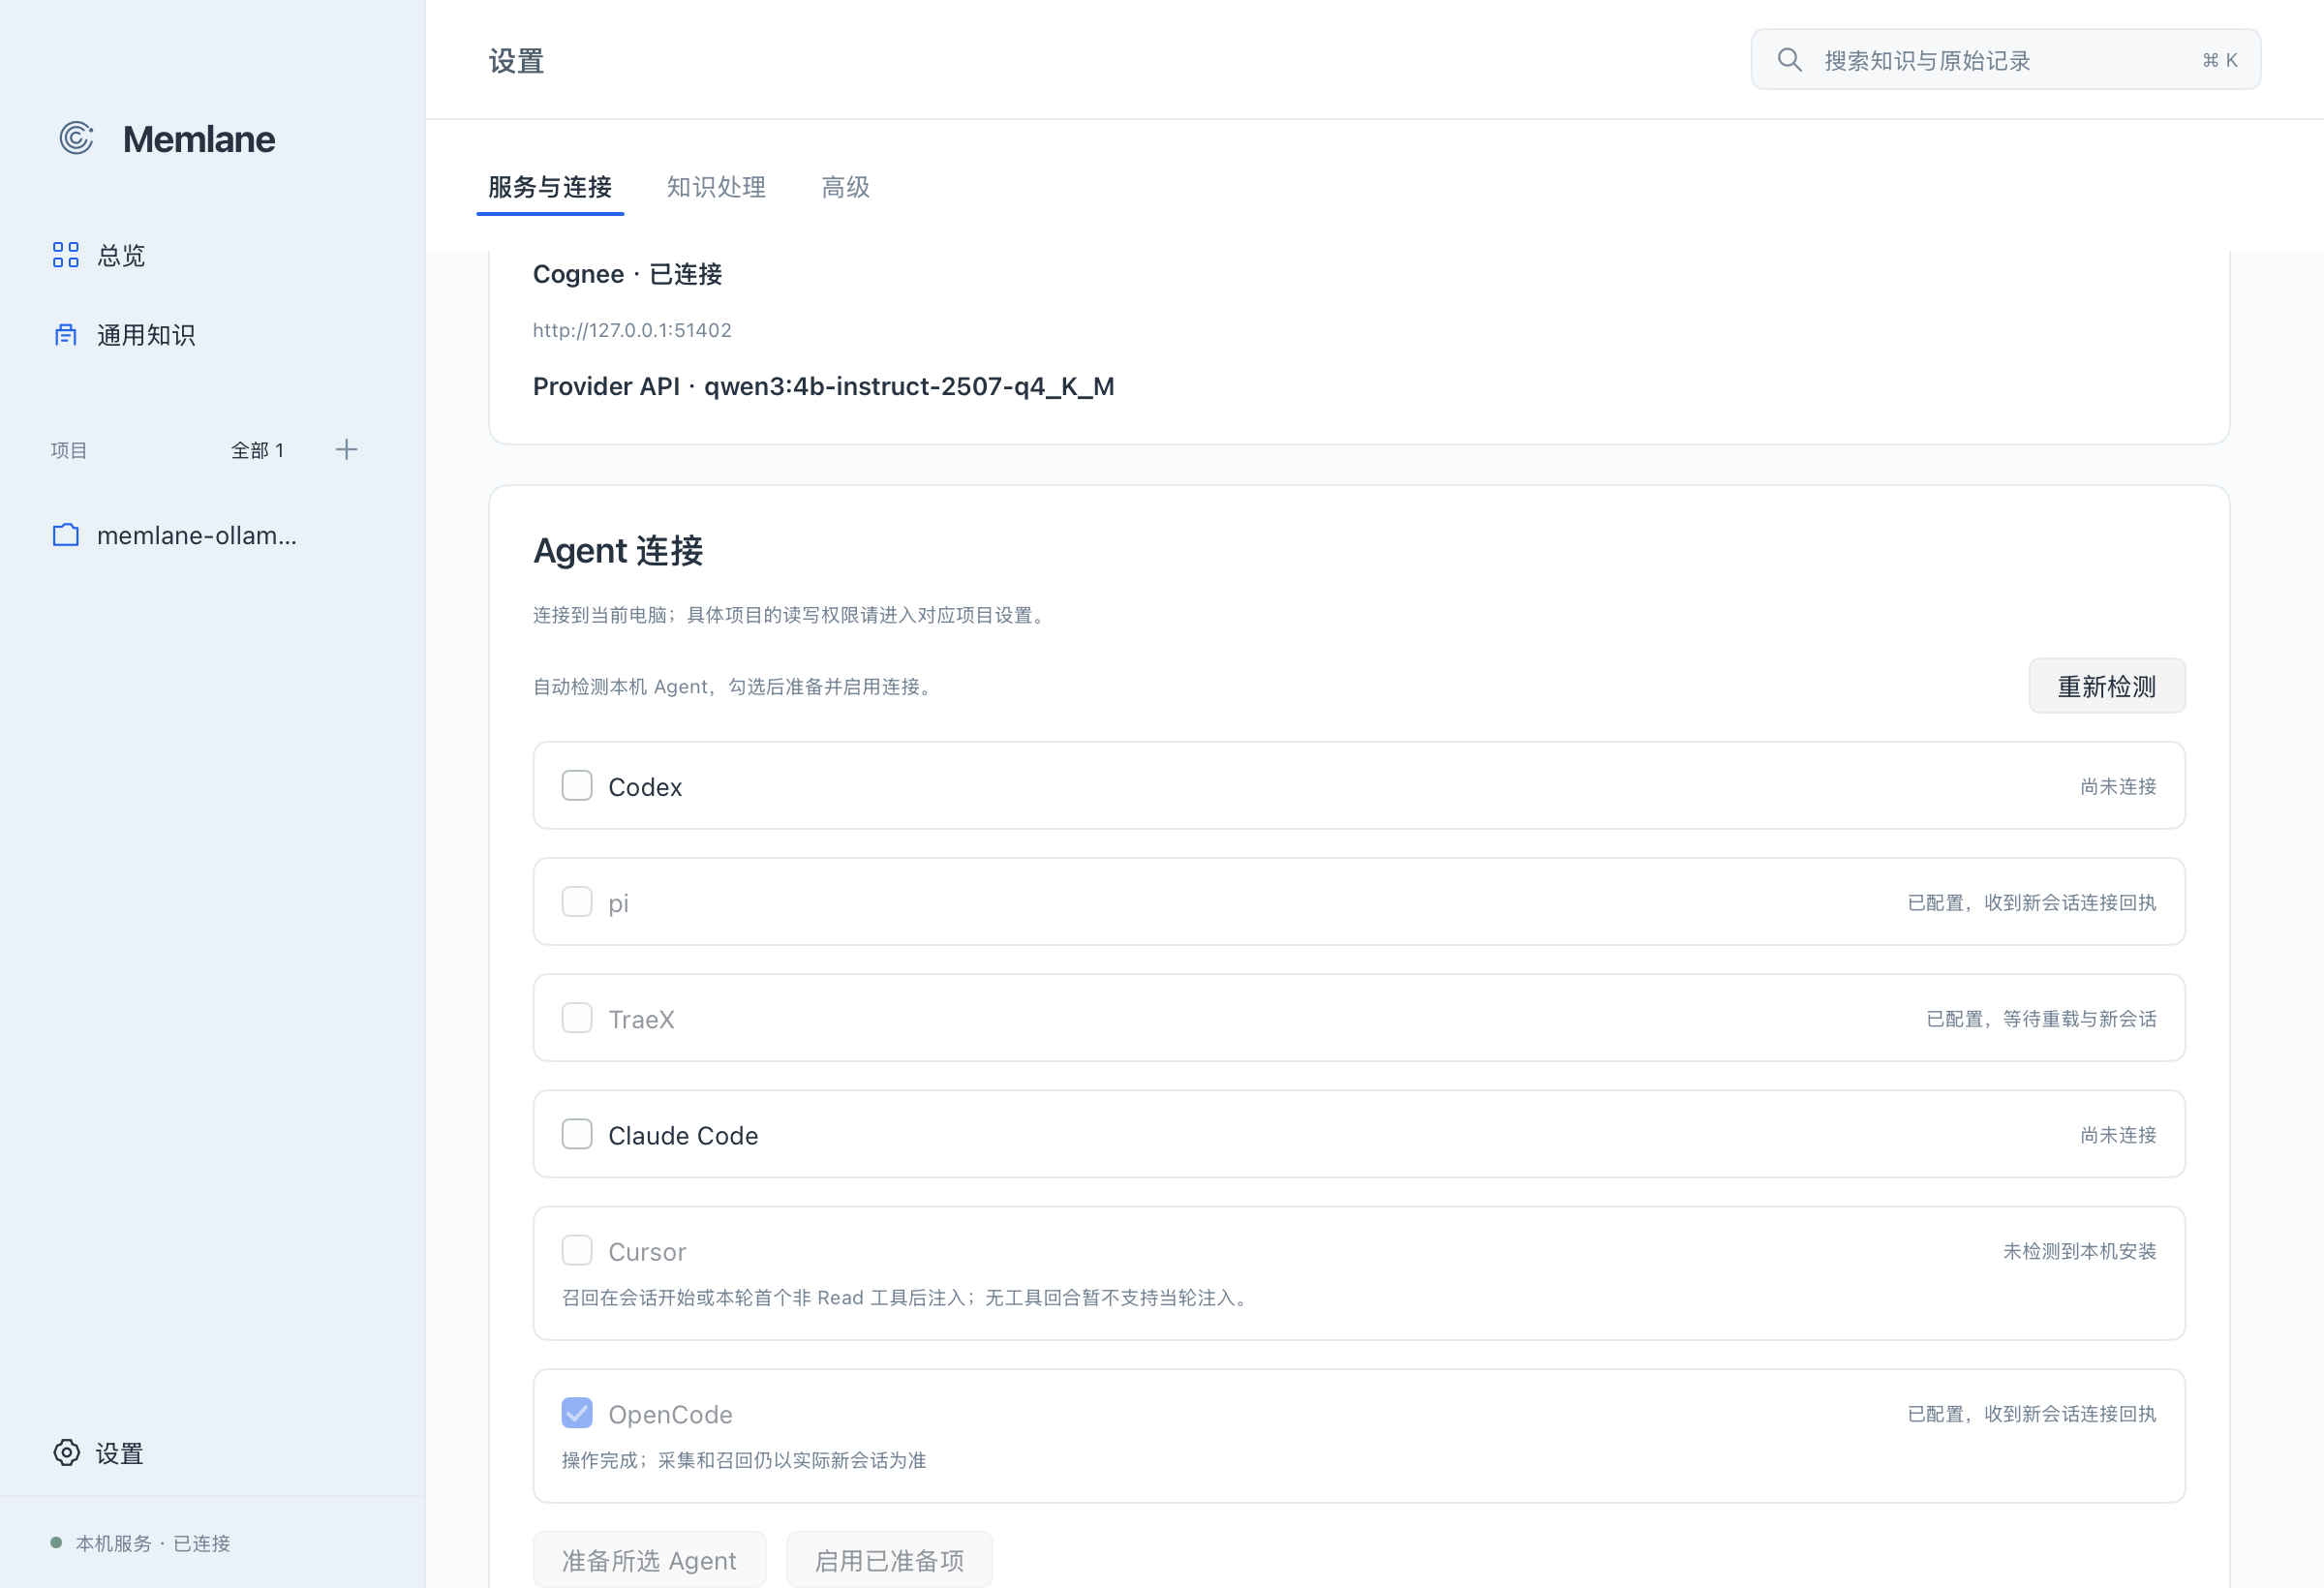 设置
搜索知识与原始记录
⌘ K
Memlane
总览
通用知识
项目
全部 1
memlane-ollam...
设置
本机服务 · 已连接
服务与连接
知识处理
高级
Cognee · 已连接
http://127.0.0.1:51402
Provider API · qwen3:4b-instruct-2507-q4_K_M
Agent 连接
连接到当前电脑；具体项目的读写权限请进入对应项目设置。
自动检测本机 Agent，勾选后准备并启用连接。
重新检测
Codex
尚未连接
pi
已配置，收到新会话连接回执
TraeX
已配置，等待重载与新会话
Claude Code
尚未连接
Cursor
未检测到本机安装
召回在会话开始或本轮首个非 Read 工具后注入；无工具回合暂不支持当轮注入。
OpenCode
已配置，收到新会话连接回执
操作完成；采集和召回仍以实际新会话为准
准备所选 Agent
启用已准备项